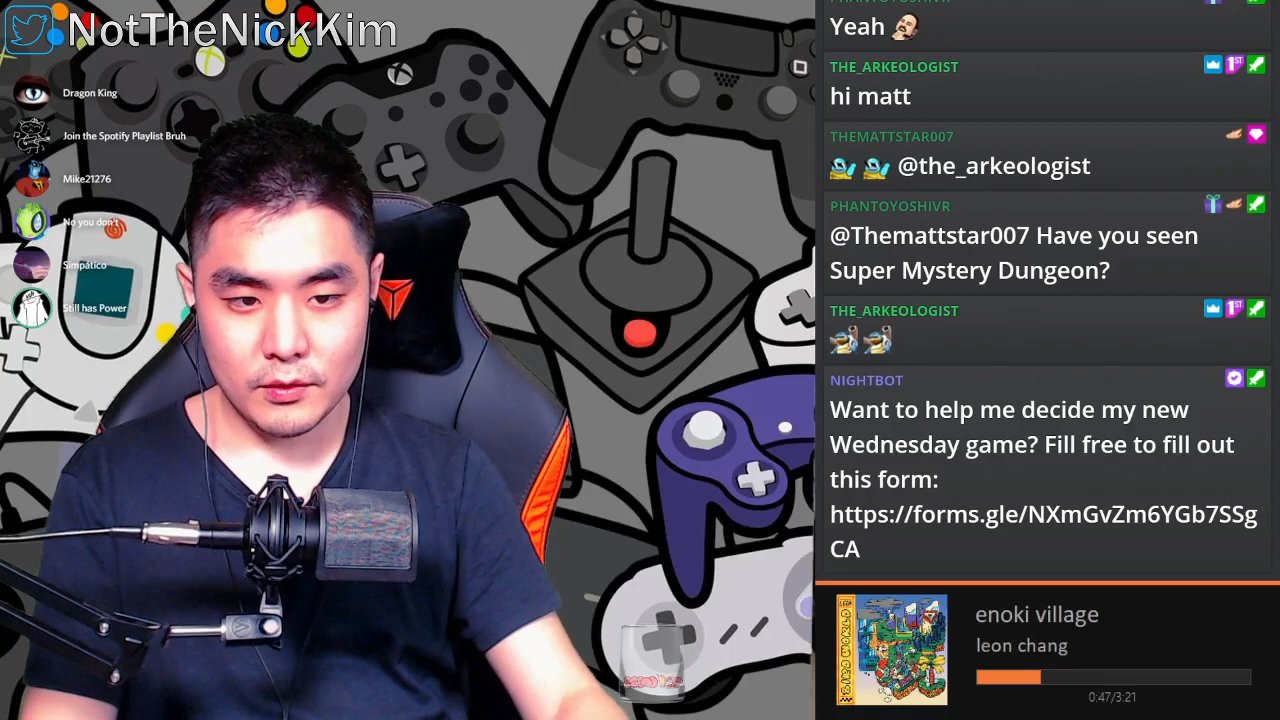 NotTheNickKim
Dragon King
Join the Spotify Playlist Bruh
Mike21276
No you don't
Simpático
Still has Power
Yeah
THE_ARKEOLOGIST
hi matt
THEMATTSTAR007
@the_arkeologist
PHANTOYOSHIVR
@Themattstar007 Have you seen
Super Mystery Dungeon?
THE_ARKEOLOGIST
NIGHTBOT
Want to help me decide my new
Wednesday game? Fill free to fill out
this form:
https://forms.gle/NXmGvZm6YGb7SSg
CA
enoki village
leon chang
0:47/3:21